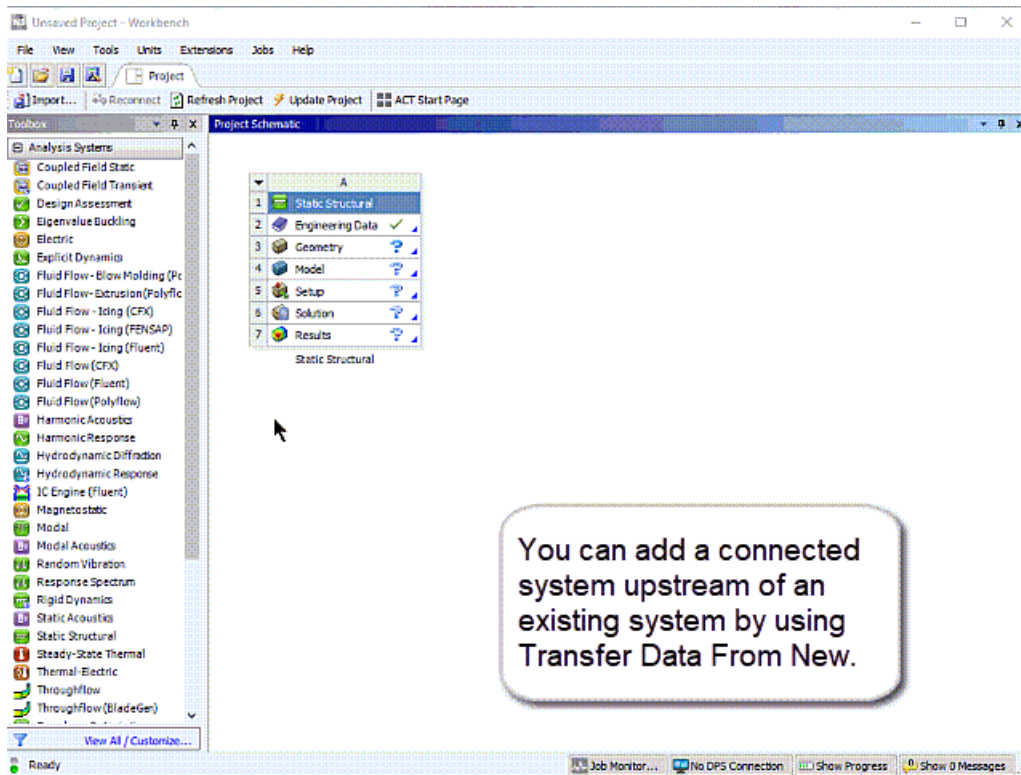 Unsaved Project - Workbench
File View Tools Units Extensions Jobs Help
Project
Import... Reconnect Refresh Project Update Project ACT Start Page
Toolbox
Project Schematic
Analysis Systems
Coupled Field Static
Coupled Field Transient
Design Assessment
Eigenvalue Buckling
Electric
Explicit Dynamics
Fluid Flow - Blow Molding (Pc
Fluid Flow - Extrusion (Polyflc
Fluid Flow - Icing (CFX)
Fluid Flow - Icing (FENSAP)
Fluid Flow - Icing (Fluent)
Fluid Flow (CFX)
Fluid Flow (Fluent)
Fluid Flow (Polyflow)
Harmonic Acoustics
Harmonic Response
Hydrodynamic Diffraction
Hydrodynamic Response
IC Engine (Fluent)
Magnetostatic
Modal
Modal Acoustics
Random Vibration
Response Spectrum
Rigid Dynamics
Static Acoustics
Static Structural
Steady-State Thermal
Thermal-Electric
Throughflow
Throughflow (BladeGen)
View All / Customize...
A
1 Static Structural
2 Engineering Data
3 Geometry
4 Model
5 Setup
6 Solution
7 Results
Static Structural
You can add a connected
system upstream of an
existing system by using
Transfer Data From New.
Ready
Job Monitor... No DPS Connection Show Progress Show 0 Messages